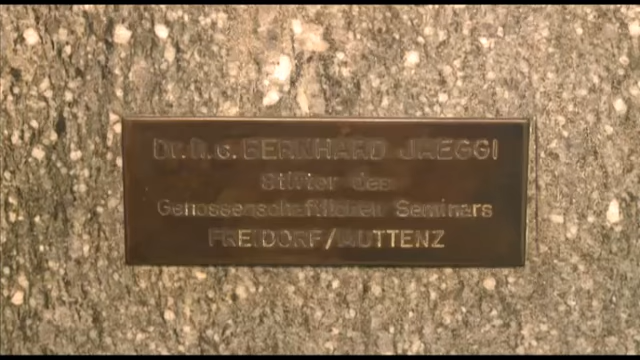 Dr. h. c. BERNHARD JAEGGI
Stifter des
Genossenschaftlichen Seminars
FREIDORF/MUTTENZ